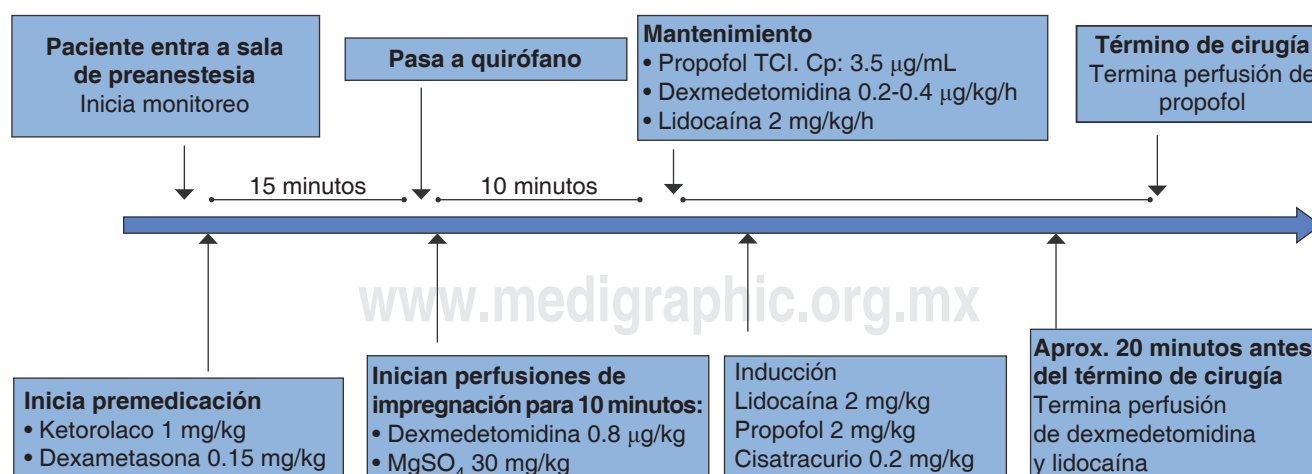 Paciente entra a sala
de preanestesia
Inicia monitoreo
Pasa a quirófano
Mantenimiento
• Propofol TCI. Cp: 3.5 μg/mL
• Dexmedetomidina 0.2-0.4 μg/kg/h
• Lidocaína 2 mg/kg/h
Término de cirugía
Termina perfusión de
propofol
15 minutos
10 minutos
www.medigraphic.org.mx
Inicia premedicación
• Ketorolaco 1 mg/kg
• Dexametasona 0.15 mg/kg
Inician perfusiones de
impregnación para 10 minutos:
• Dexmedetomidina 0.8 μg/kg
• MgSO₄ 30 mg/kg
Inducción
Lidocaína 2 mg/kg
Propofol 2 mg/kg
Cisatracurio 0.2 mg/kg
Aprox. 20 minutos antes
del término de cirugía
Termina perfusión
de dexmedetomidina
y lidocaína